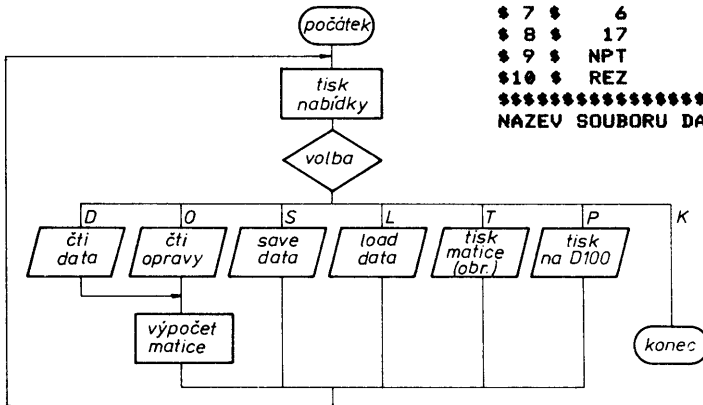 počátek
tisk
nabídky
volba
D
O
S
L
T
P
K
čti
data
čti
opravy
save
data
load
data
tisk
matice
(obr.)
tisk
na D100
výpočet
matice
konec
$ 7 $ 6
$ 8 $ 17
$ 9 $ NPT
$10 $ REZ
$$$$$$$$$$$$$$$$
NAZEV SOUBORU DA